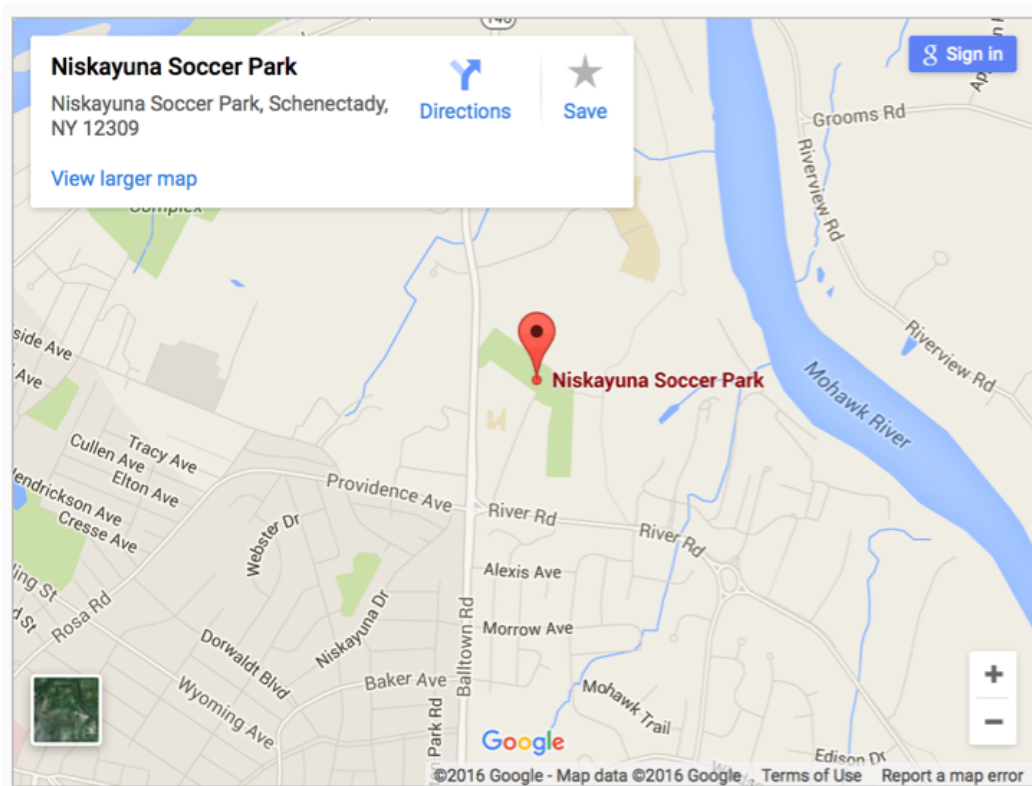 146
Niskayuna Soccer Park
Niskayuna Soccer Park, Schenectady,
NY 12309
Directions
Save
View larger map
g Sign in
Complex
Grooms Rd
Riverview Rd
Riverview Rd
Mohawk River
Niskayuna Soccer Park
H
side Ave
Ave
Tracy Ave
Cullen Ave
Elton Ave
Hendrickson Ave
Cresse Ave
Providence Ave
River Rd
River Rd
Webster Dr
Alexis Ave
Rosa Rd
Niskayuna Dr
Balltown Rd
Morrow Ave
Dorwaldt Blvd
Wyoming Ave
Baker Ave
Mohawk Trail
Park Rd
Edison Dr
Google
+
−
©2016 Google - Map data ©2016 Google
Terms of Use
Report a map error